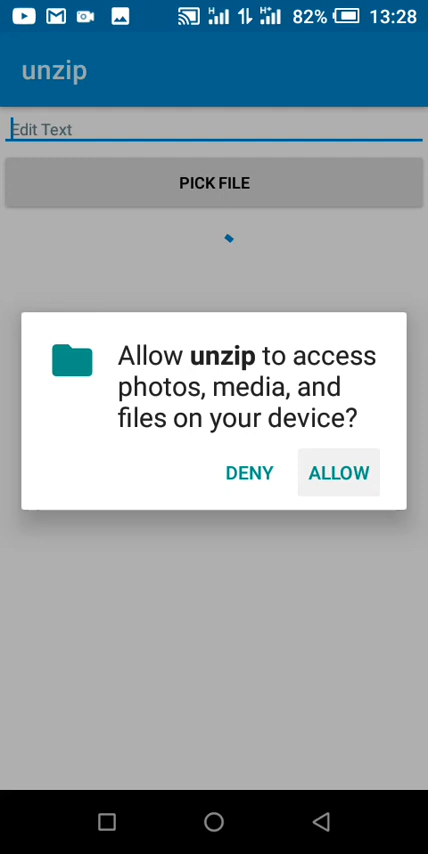 H H+ 82% 13:28
unzip
Edit Text
PICK FILE
Allow unzip to access
photos, media, and
files on your device?
DENY ALLOW